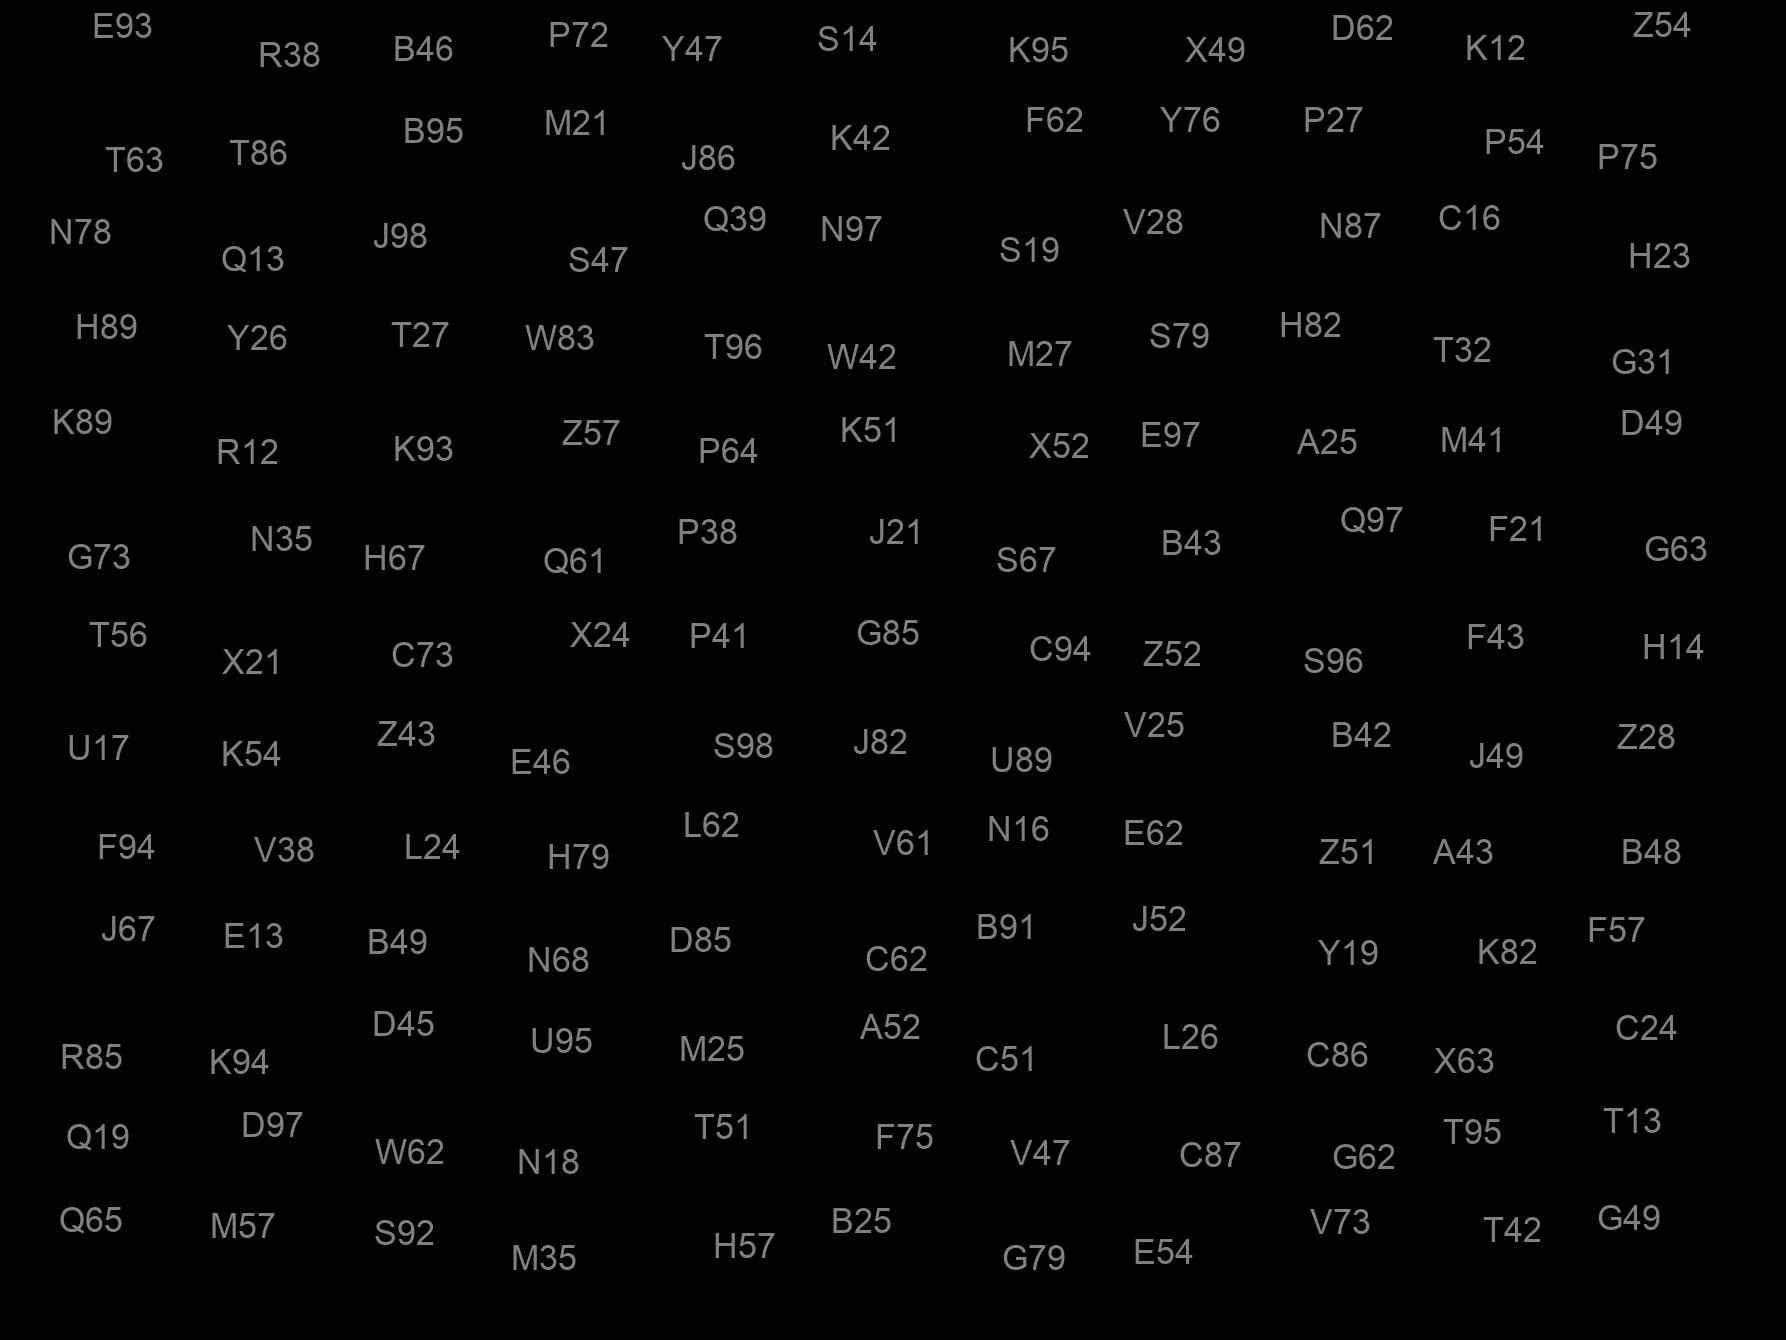 E93 R38 B46 P72 Y47 S14 K95 X49 D62 K12 Z54
T63 T86 B95 M21 J86 K42 F62 Y76 P27 P54 P75
N78 Q13 J98 S47 Q39 N97 S19 V28 N87 C16 H23
H89 Y26 T27 W83 T96 W42 M27 S79 H82 T32 G31
K89 R12 K93 Z57 P64 K51 X52 E97 A25 M41 D49
G73 N35 H67 Q61 P38 J21 S67 B43 Q97 F21 G63
T56 X21 C73 X24 P41 G85 C94 Z52 S96 F43 H14
U17 K54 Z43 E46 S98 J82 U89 V25 B42 J49 Z28
F94 V38 L24 H79 L62 V61 N16 E62 Z51 A43 B48
J67 E13 B49 N68 D85 C62 B91 J52 Y19 K82 F57
R85 K94 D45 U95 M25 A52 C51 L26 C86 X63 C24
Q19 D97 W62 N18 T51 F75 V47 C87 G62 T95 T13
Q65 M57 S92 M35 H57 B25 G79 E54 V73 T42 G49